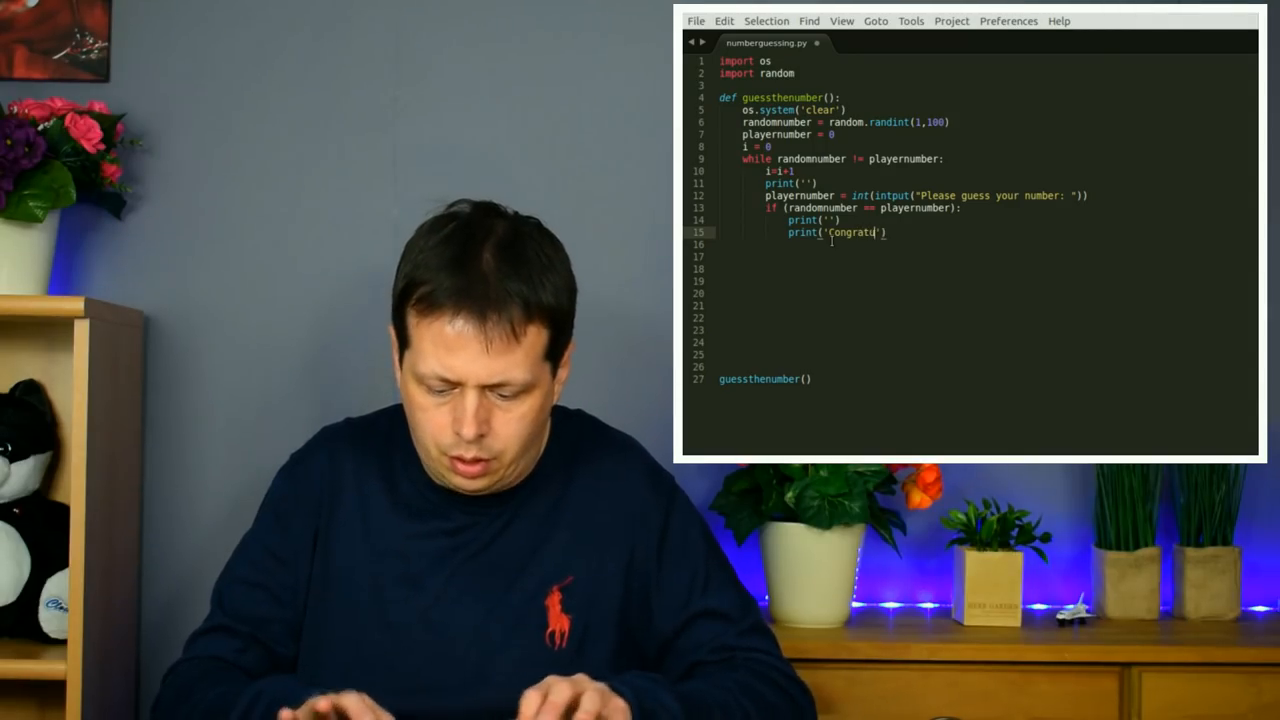 File Edit Selection Find View Goto Tools Project Preferences Help
numberguessing.py
1 import os
2 import random
3
4 def guessthenumber():
5 os.system('clear')
6 randomnumber = random.randint(1,100)
7 playernumber = 0
8 i = 0
9 while randomnumber != playernumber:
10 i=i+1
11 print('')
12 playernumber = int(intput("Please guess your number: "))
13 if (randomnumber == playernumber):
14 print('')
15 print('Congratu')
16
17
18
19
20
21
22
23
24
25
26
27 guessthenumber()
HERB GARDEN